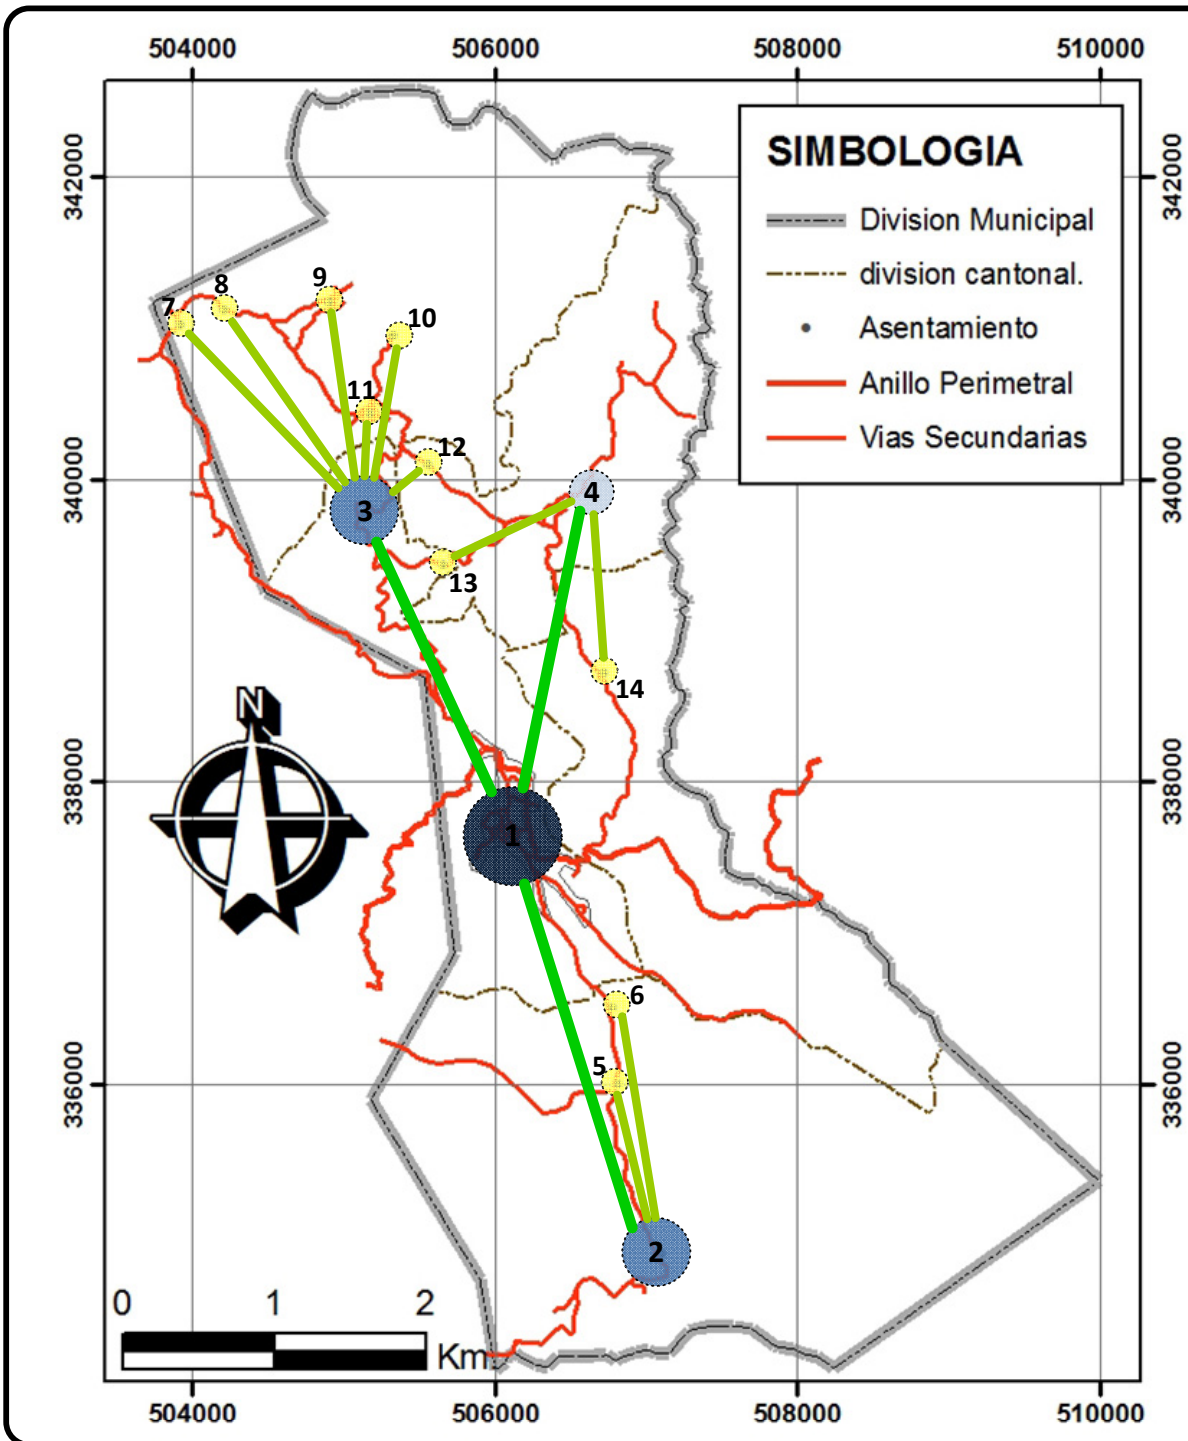 504000 506000 508000 510000
342000 342000
SIMBOLOGIA
Division Municipal
division cantonal.
Asentamiento
Anillo Perimetral
Vias Secundarias
9
8
7
10
11
12
340000 340000
4
3
13
14
N
338000 338000
1
6
5
336000 336000
2
0 1 2
Km
504000 506000 508000 510000